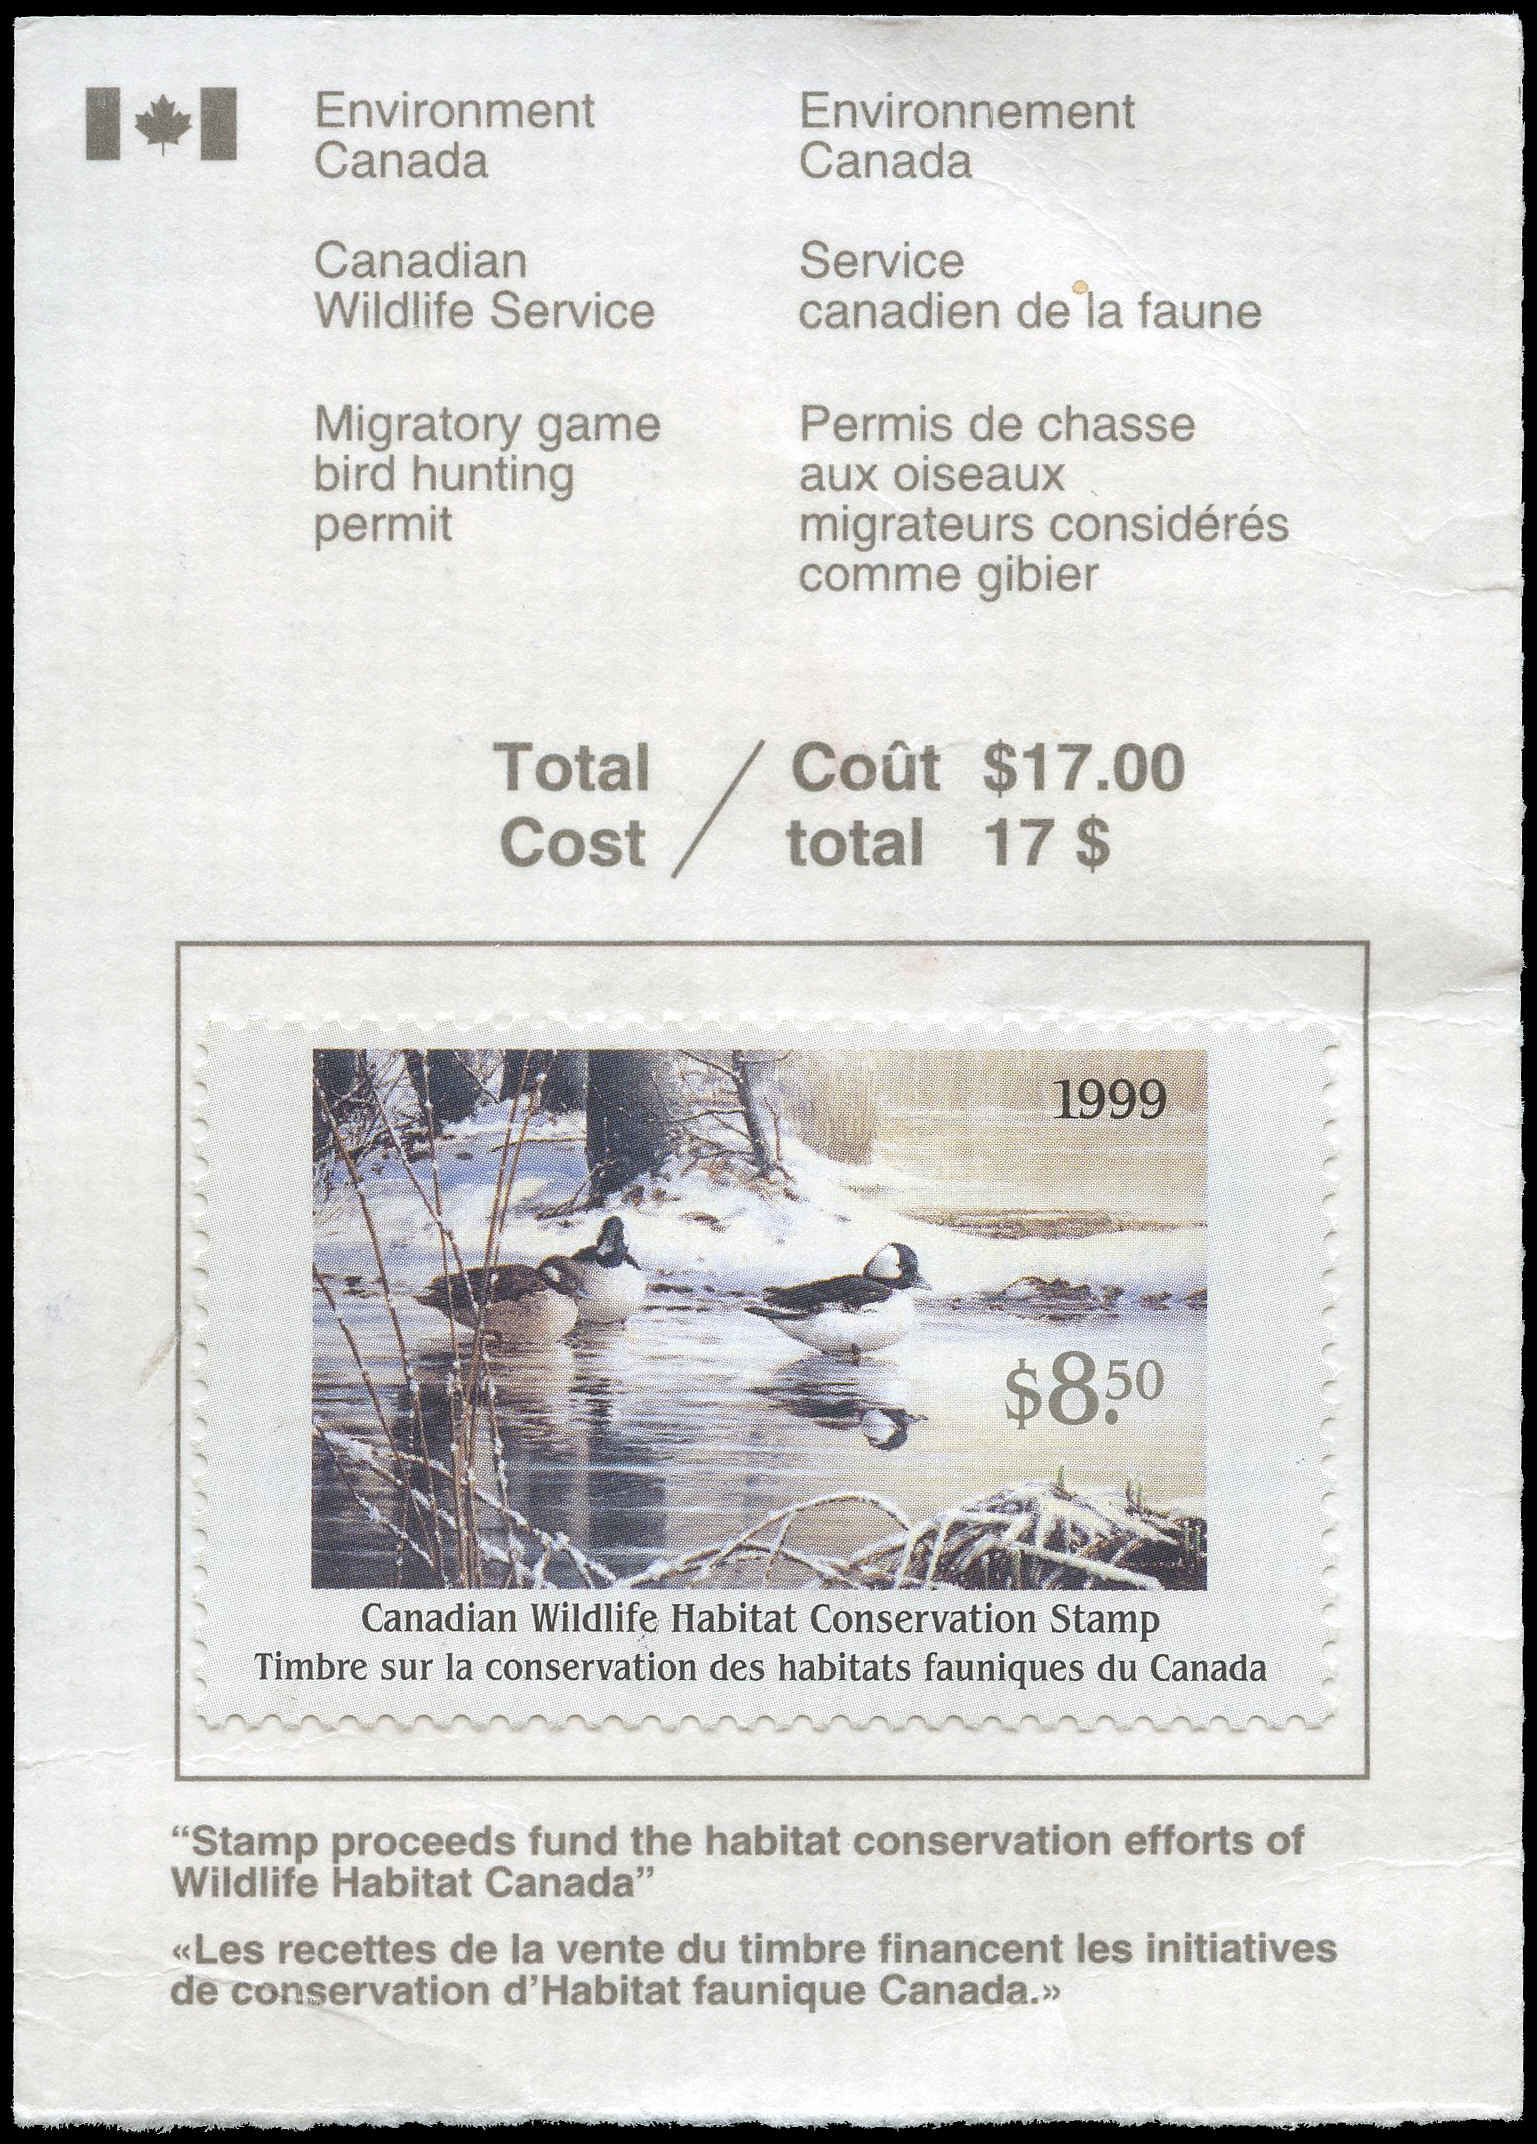 Environment
Canada
Environnement
Canada
Canadian
Wildlife Service
Service
canadien de la faune
Migratory game
bird hunting
permit
Permis de chasse
aux oiseaux
migrateurs considérés
comme gibier
Total
Cost
/
Coût $17.00
total 17 $
1999
$8.50
Canadian Wildlife Habitat Conservation Stamp
Timbre sur la conservation des habitats fauniques du Canada
“Stamp proceeds fund the habitat conservation efforts of
Wildlife Habitat Canada”
«Les recettes de la vente du timbre financent les initiatives
de conservation d’Habitat faunique Canada.»